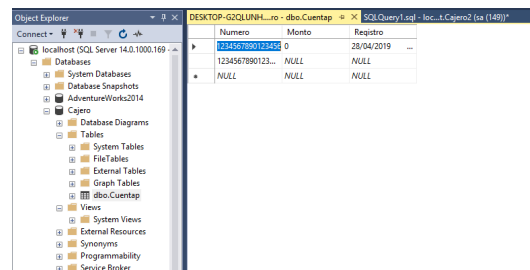 Object Explorer
Connect
localhost (SQL Server 14.0.1000.169 -
Databases
System Databases
Database Snapshots
AdventureWorks2014
Cajero
Database Diagrams
Tables
System Tables
FileTables
External Tables
Graph Tables
dbo.Cuentap
Views
System Views
External Resources
Synonyms
Programmability
Service Broker
DESKTOP-G2QLUNH....ro - dbo.Cuentap
SQLQuery1.sql - loc...t.Cajero2 (sa (149))*
Numero Monto Registro
1234567890123456 0 28/04/2019 ...
1234567890123... NULL NULL
NULL NULL NULL